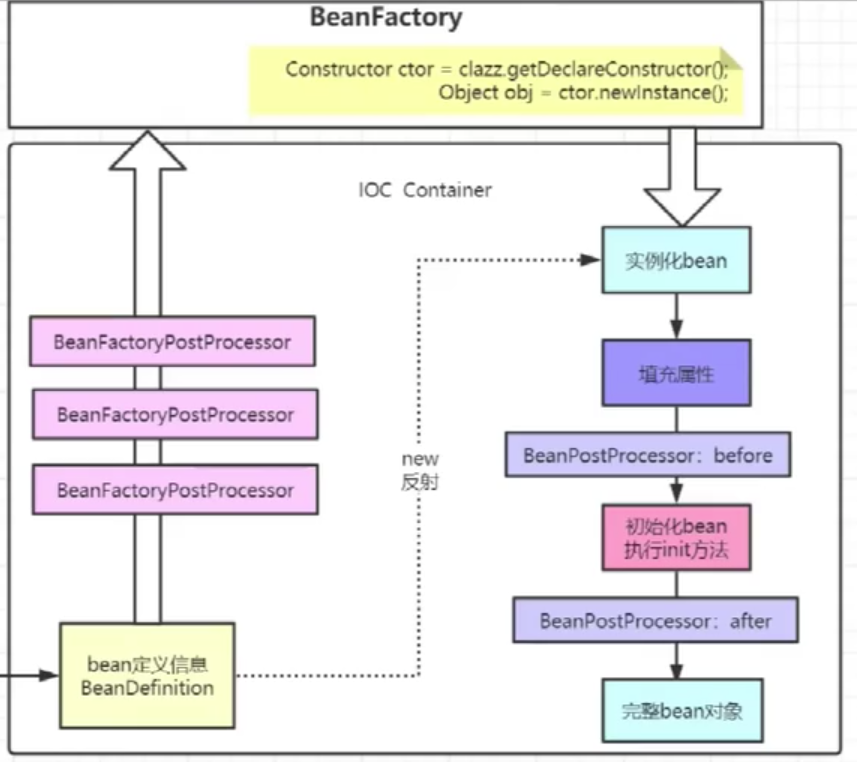 BeanFactory
Constructor ctor = clazz.getDeclareConstructor();
Object obj = ctor.newInstance();
IOC Container
实例化bean
BeanFactoryPostProcessor
填充属性
BeanFactoryPostProcessor
BeanPostProcessor：before
new
反射
BeanFactoryPostProcessor
初始化bean
执行init方法
BeanPostProcessor：after
bean定义信息
BeanDefinition
完整bean对象